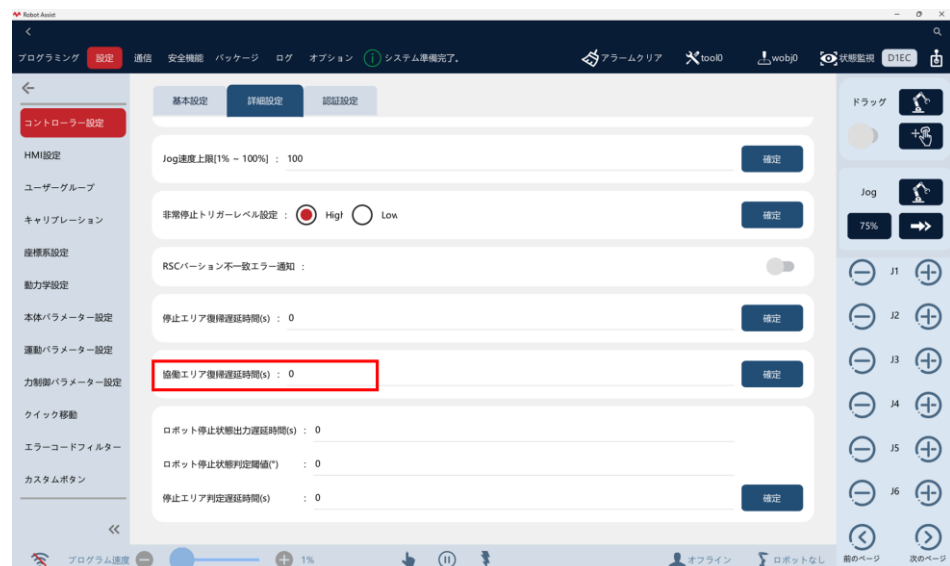 Robot Assist
プログラミング 設定 通信 安全機能 パッケージ ログ オプション システム準備完了。 アラームクリア tool0 wobj0 状態監視 D1EC
基本設定 詳細設定 認証設定
コントローラー設定
HMI設定
ユーザーグループ
キャリブレーション
座標系設定
動力学設定
本体パラメーター設定
運動パラメーター設定
力制御パラメーター設定
クイック移動
エラーコードフィルター
カスタムボタン
Jog速度上限[1% ~ 100%] : 100 確定
非常停止トリガーレベル設定 : High Low 確定
RSCバージョン不一致エラー通知 :
停止エリア復帰遅延時間(s) : 0 確定
協働エリア復帰遅延時間(s) : 0 確定
ロボット停止状態出力遅延時間(s) : 0
ロボット停止状態判定閾値(°) : 0
停止エリア判定遅延時間(s) : 0 確定
ドラッグ
Jog
75%
J1
J2
J3
J4
J5
J6
前のページ 次のページ
プログラム速度 1% オフライン ロボットなし